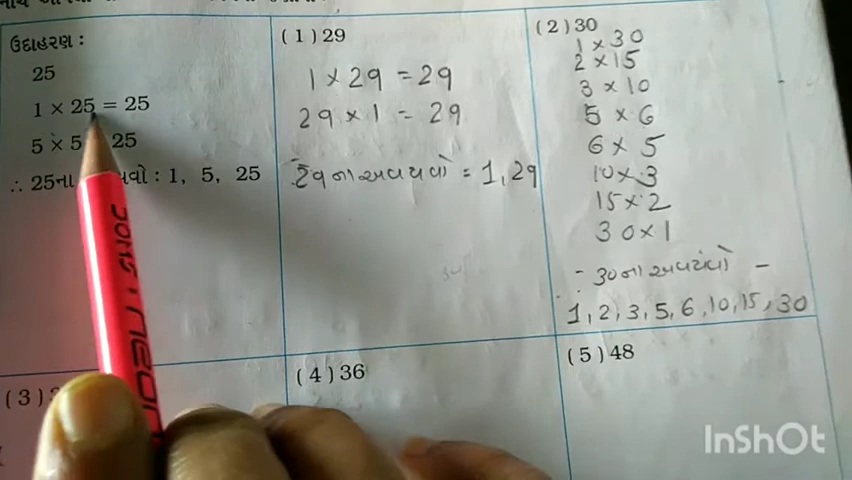 ઉદાહરણ :
25
1 × 25 = 25
5 × 5 25
∴ 25ના : 1, 5, 25
(1) 29
1 × 29 = 29
29 × 1 = 29
ના અવયવો = 1, 29
(2) 30
1 × 30
2 × 15
3 × 10
5 × 6
6 × 5
10 × 3
15 × 2
30 × 1
30ના અવયવો –
1, 2, 3, 5, 6, 10, 15, 30
(3)
(4) 36
(5) 48
InShOt